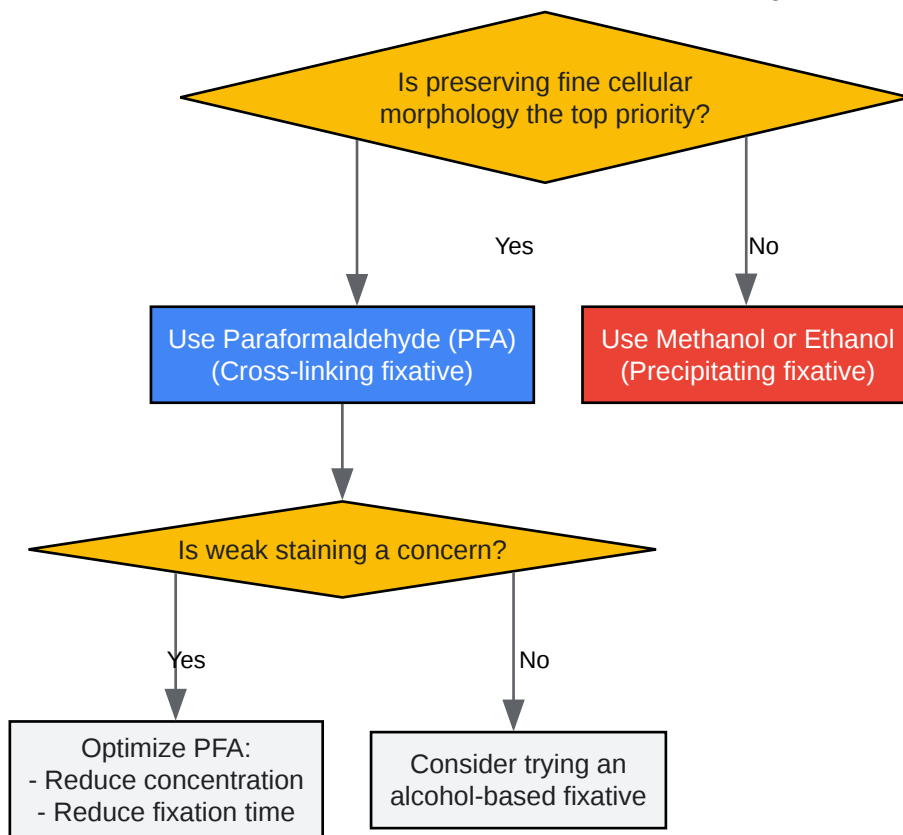 Is preserving fine cellular
morphology the top priority?
Yes
No
Use Paraformaldehyde (PFA)
(Cross-linking fixative)
Use Methanol or Ethanol
(Precipitating fixative)
Is weak staining a concern?
Yes
No
Optimize PFA:
- Reduce concentration
- Reduce fixation time
Consider trying an
alcohol-based fixative